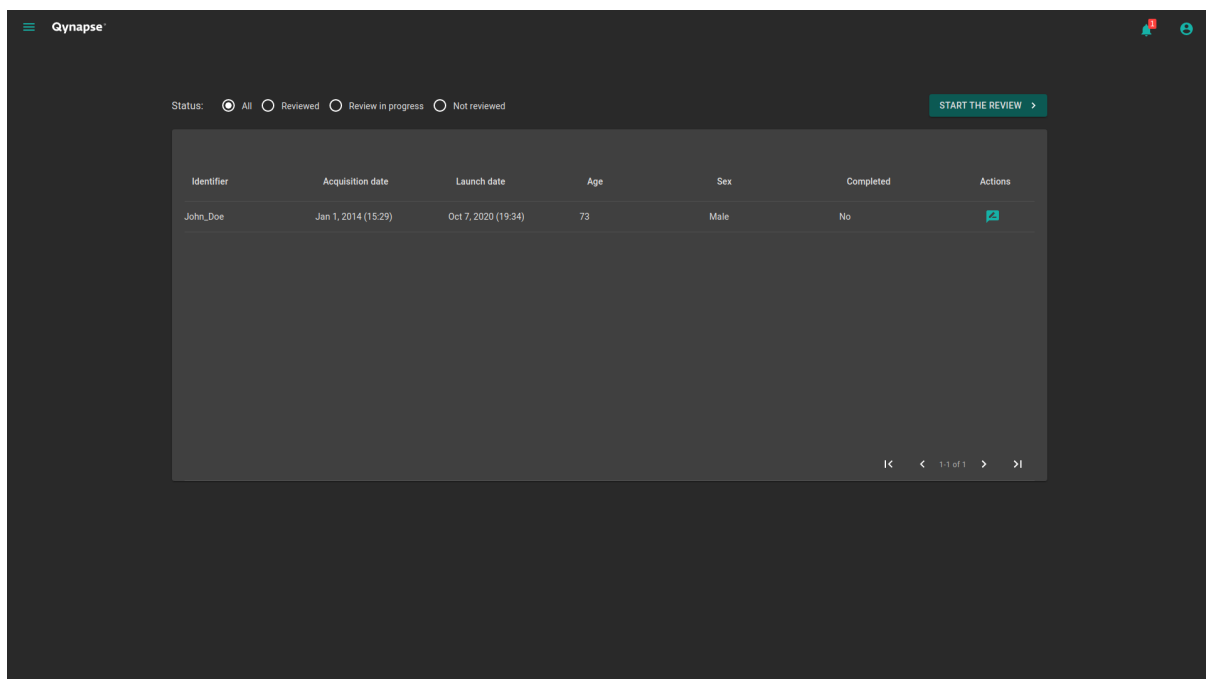 Qynapse
1
Status: All Reviewed Review in progress Not reviewed
START THE REVIEW
Identifier Acquisition date Launch date Age Sex Completed Actions
John_Doe Jan 1, 2014 (15:29) Oct 7, 2020 (19:34) 73 Male No
1-1 of 1